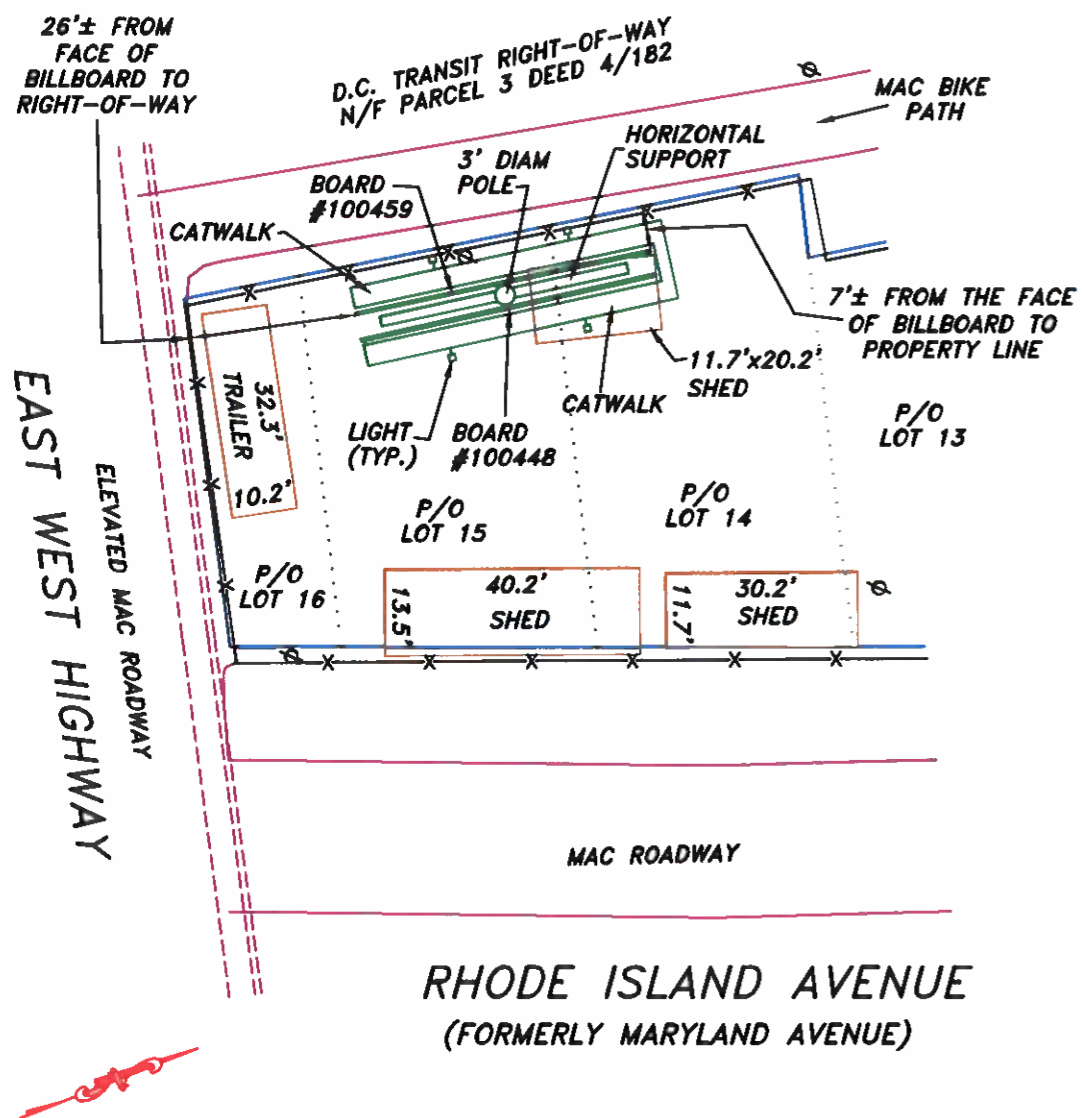 26'± FROM
FACE OF
BILLBOARD TO
RIGHT-OF-WAY
D.C. TRANSIT RIGHT-OF-WAY
N/F PARCEL 3 DEED 4/182
MAC BIKE
PATH
HORIZONTAL
SUPPORT
3' DIAM
POLE
BOARD
#100459
CATWALK
7'± FROM THE FACE
OF BILLBOARD TO
PROPERTY LINE
11.7'x20.2'
SHED
CATWALK
LIGHT
(TYP.)
BOARD
#100448
32.3'
TRAILER
10.2'
P/O
LOT 13
P/O
LOT 14
P/O
LOT 15
P/O
LOT 16
40.2'
SHED
13.5'
30.2'
SHED
11.7'
EAST WEST HIGHWAY
ELEVATED MAC ROADWAY
MAC ROADWAY
RHODE ISLAND AVENUE
(FORMERLY MARYLAND AVENUE)